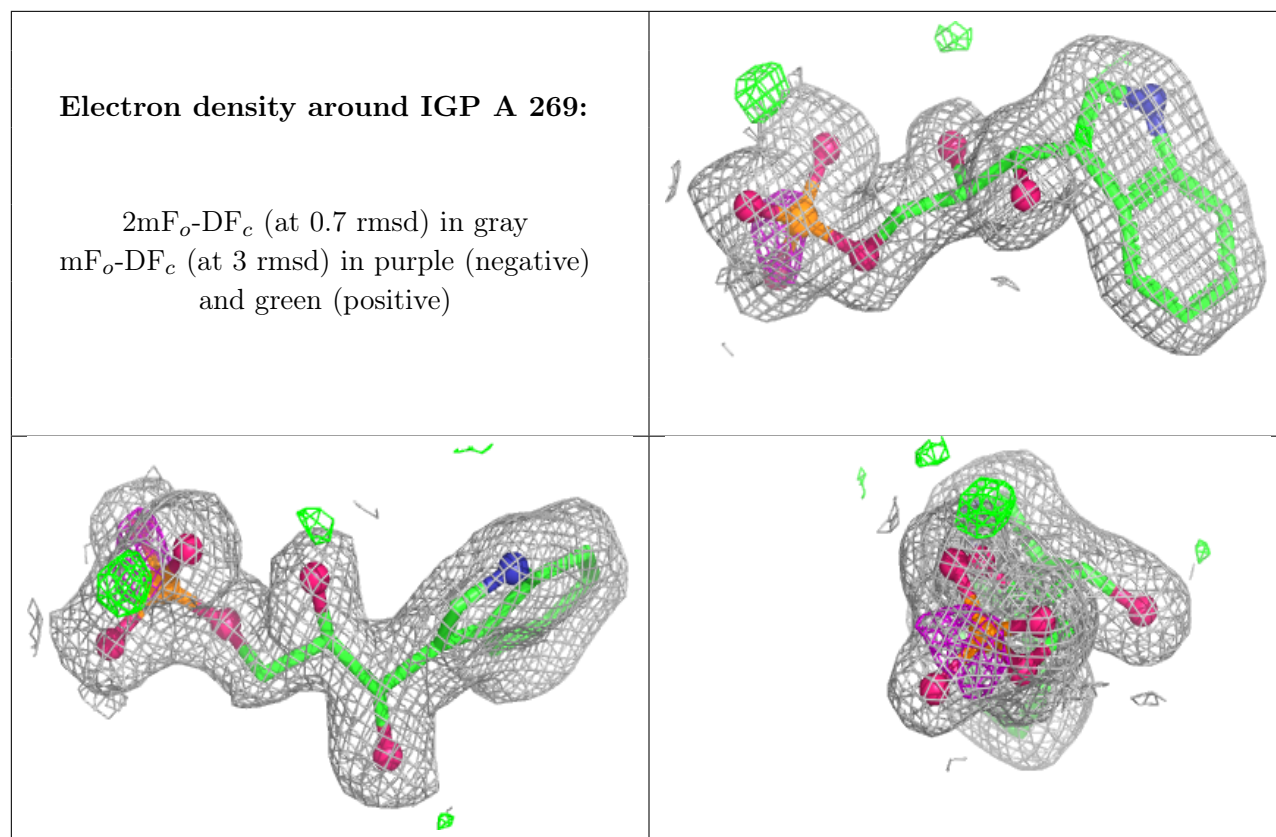 Electron density around IGP A 269:
2mFo-DFc (at 0.7 rmsd) in gray
mFo-DFc (at 3 rmsd) in purple (negative)
and green (positive)